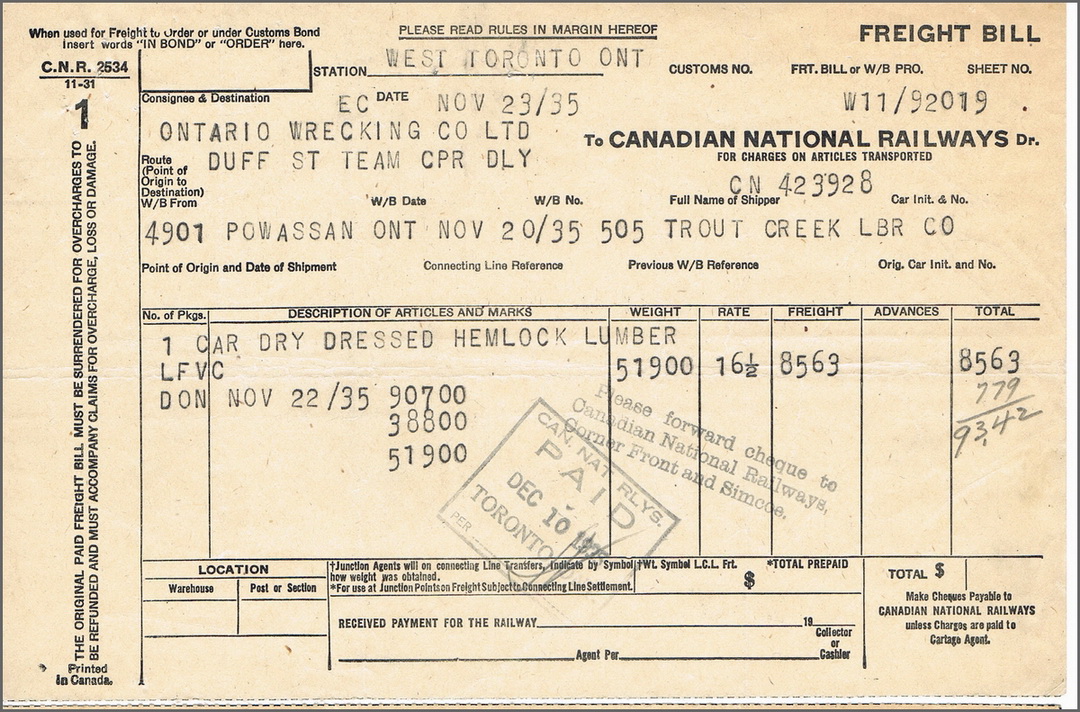 When used for Freight to Order or under Customs Bond
Insert words "IN BOND" or "ORDER" here.
PLEASE READ RULES IN MARGIN HEREOF
FREIGHT BILL
C.N.R. 2534
11-31
1
STATION WEST TORONTO ONT
CUSTOMS NO. FRT. BILL or W/B PRO. SHEET NO.
Consignee & Destination EC DATE NOV 23/35 W11/92019
ONTARIO WRECKING CO LTD
To CANADIAN NATIONAL RAILWAYS Dr.
FOR CHARGES ON ARTICLES TRANSPORTED
Route
(Point of
Origin to
Destination)
DUFF ST TEAM CPR DLY
CN 423928
W/B From W/B Date W/B No. Full Name of Shipper Car Init. & No.
4901 POWASSAN ONT NOV 20/35 505 TROUT CREEK LBR CO
Point of Origin and Date of Shipment Connecting Line Reference Previous W/B Reference Orig. Car Init. and No.
No. of Pkgs. DESCRIPTION OF ARTICLES AND MARKS WEIGHT RATE FREIGHT ADVANCES TOTAL
1 CAR DRY DRESSED HEMLOCK LUMBER
LFVC 51900 16½ 8563 8563
DON NOV 22/35 90700 779
38800 93.42
51900
Please forward cheque to
Canadian National Railways,
Corner Front and Simcoe,
CAN. NAT RLYS.
PAID
DEC 10
TORONTO
PER
LOCATION
Warehouse Post or Section
†Junction Agents will on connecting Line Transfers, Indicate by Symbol
how weight was obtained.
*For use at Junction Points on Freight Subject to Connecting Line Settlement.
†Wt. Symbol L.C.L. Frt. *TOTAL PREPAID
$
TOTAL $
Make Cheques Payable to
CANADIAN NATIONAL RAILWAYS
unless Charges are paid to
Cartage Agent.
RECEIVED PAYMENT FOR THE RAILWAY 19
Collector
or
Cashier
Agent Per
THE ORIGINAL PAID FREIGHT BILL MUST BE SURRENDERED FOR OVERCHARGES TO
BE REFUNDED AND MUST ACCOMPANY CLAIMS FOR OVERCHARGE, LOSS OR DAMAGE.
Printed
in Canada.